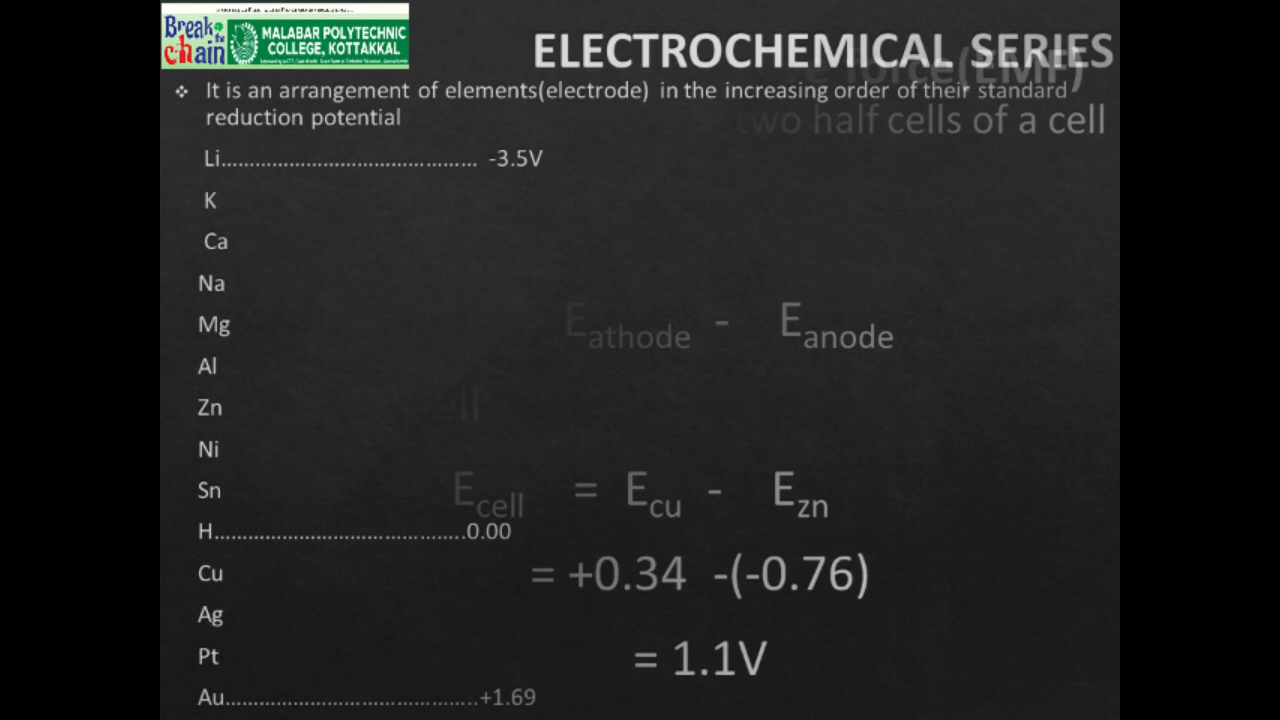 Break the chain
MALABAR POLYTECHNIC
COLLEGE, KOTTAKKAL
ELECTROCHEMICAL SERIES
force(EMF)
❖ It is an arrangement of elements(electrode) in the increasing order of their standard
reduction potential
two half cells of a cell
Li.......................................... -3.5V
K
Ca
Na
Mg
Eathode - Eanode
Al
Zn
ll
Ni
Sn
Ecell = Ecu - Ezn
H.........................................0.00
Cu
= +0.34 -(-0.76)
Ag
Pt
= 1.1V
Au..........................................+1.69